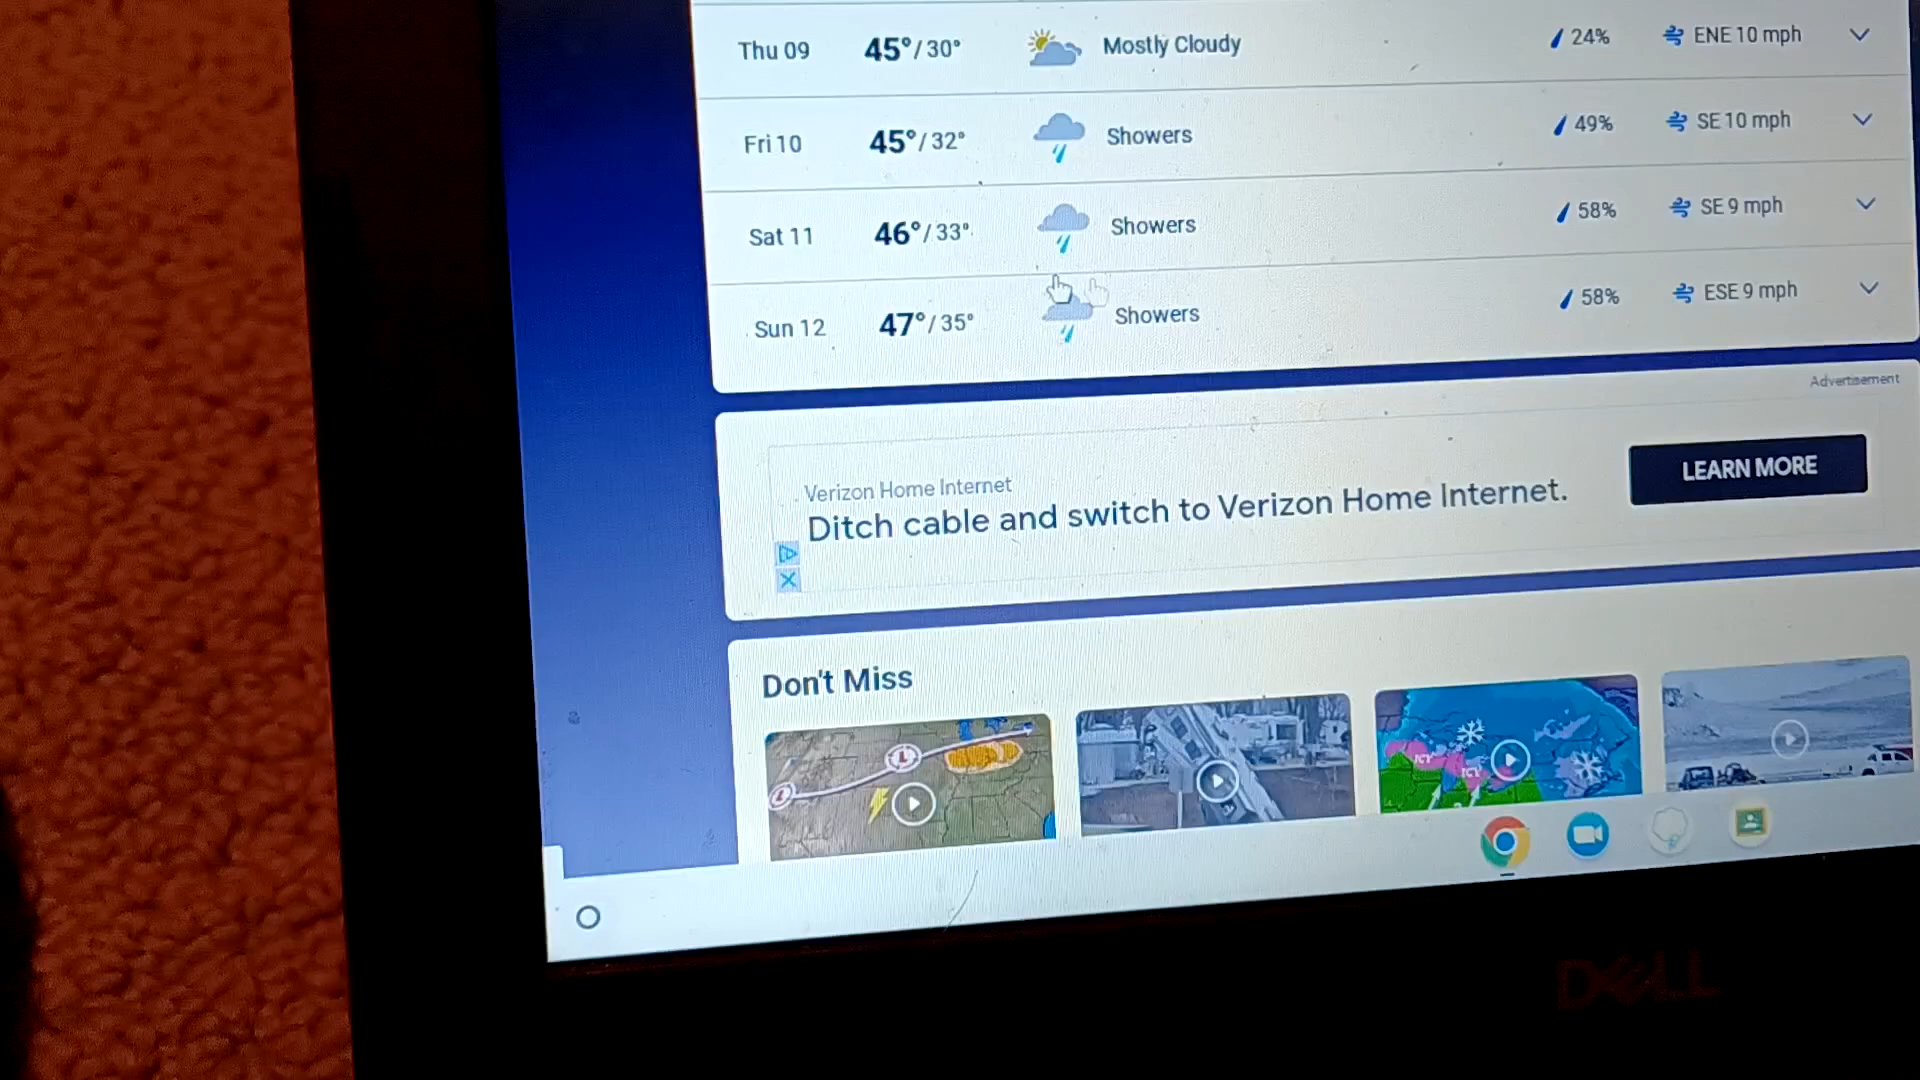 Thu 09 45°/30° Mostly Cloudy 24% ENE 10 mph
Fri 10 45°/32° Showers 49% SE 10 mph
Sat 11 46°/33° Showers 58% SE 9 mph
Sun 12 47°/35° Showers 58% ESE 9 mph
Advertisement
Verizon Home Internet
Ditch cable and switch to Verizon Home Internet.
LEARN MORE
Don't Miss
L
L
ICY
ICY
DELL